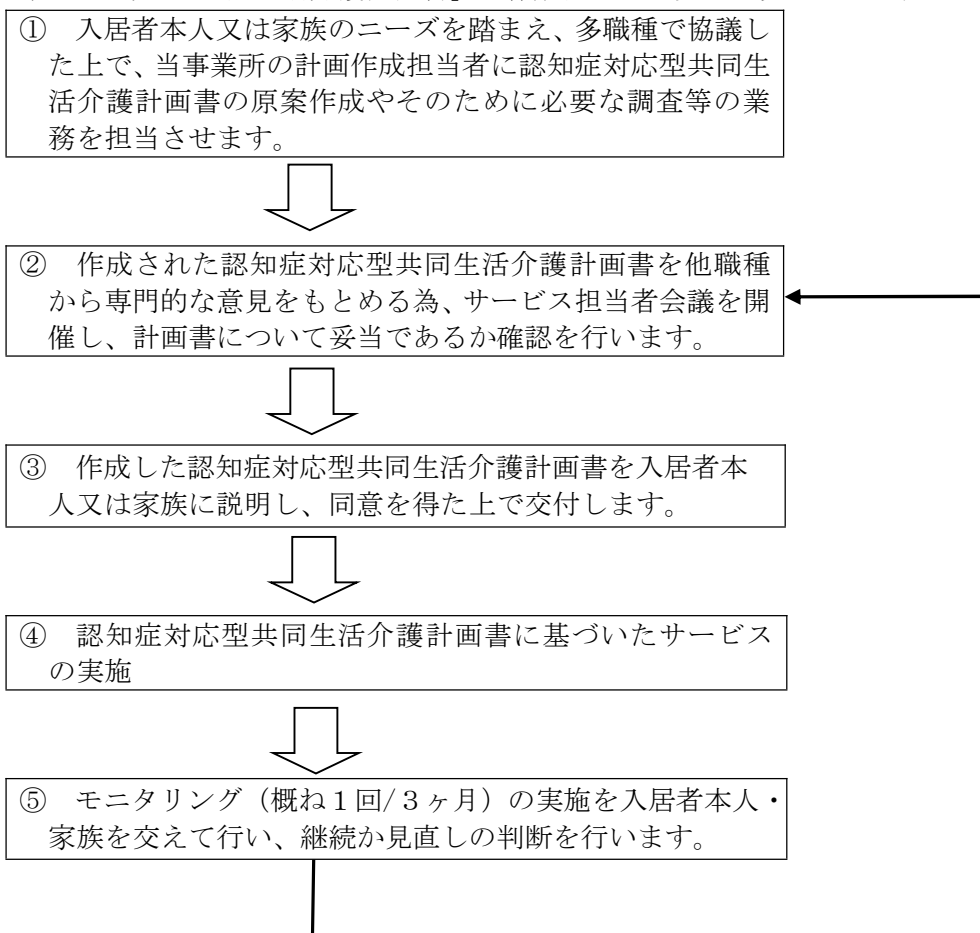 ① 入居者本人又は家族のニーズを踏まえ、多職種で協議し
た上で、当事業所の計画作成担当者に認知症対応型共同生
活介護計画書の原案作成やそのために必要な調査等の業
務を担当させます。
② 作成された認知症対応型共同生活介護計画書を他職種
から専門的な意見をもとめる為、サービス担当者会議を開
催し、計画書について妥当であるか確認を行います。
③ 作成した認知症対応型共同生活介護計画書を入居者本
人又は家族に説明し、同意を得た上で交付します。
④ 認知症対応型共同生活介護計画書に基づいたサービス
の実施
⑤ モニタリング（概ね１回/３ヶ月）の実施を入居者本人・
家族を交えて行い、継続か見直しの判断を行います。